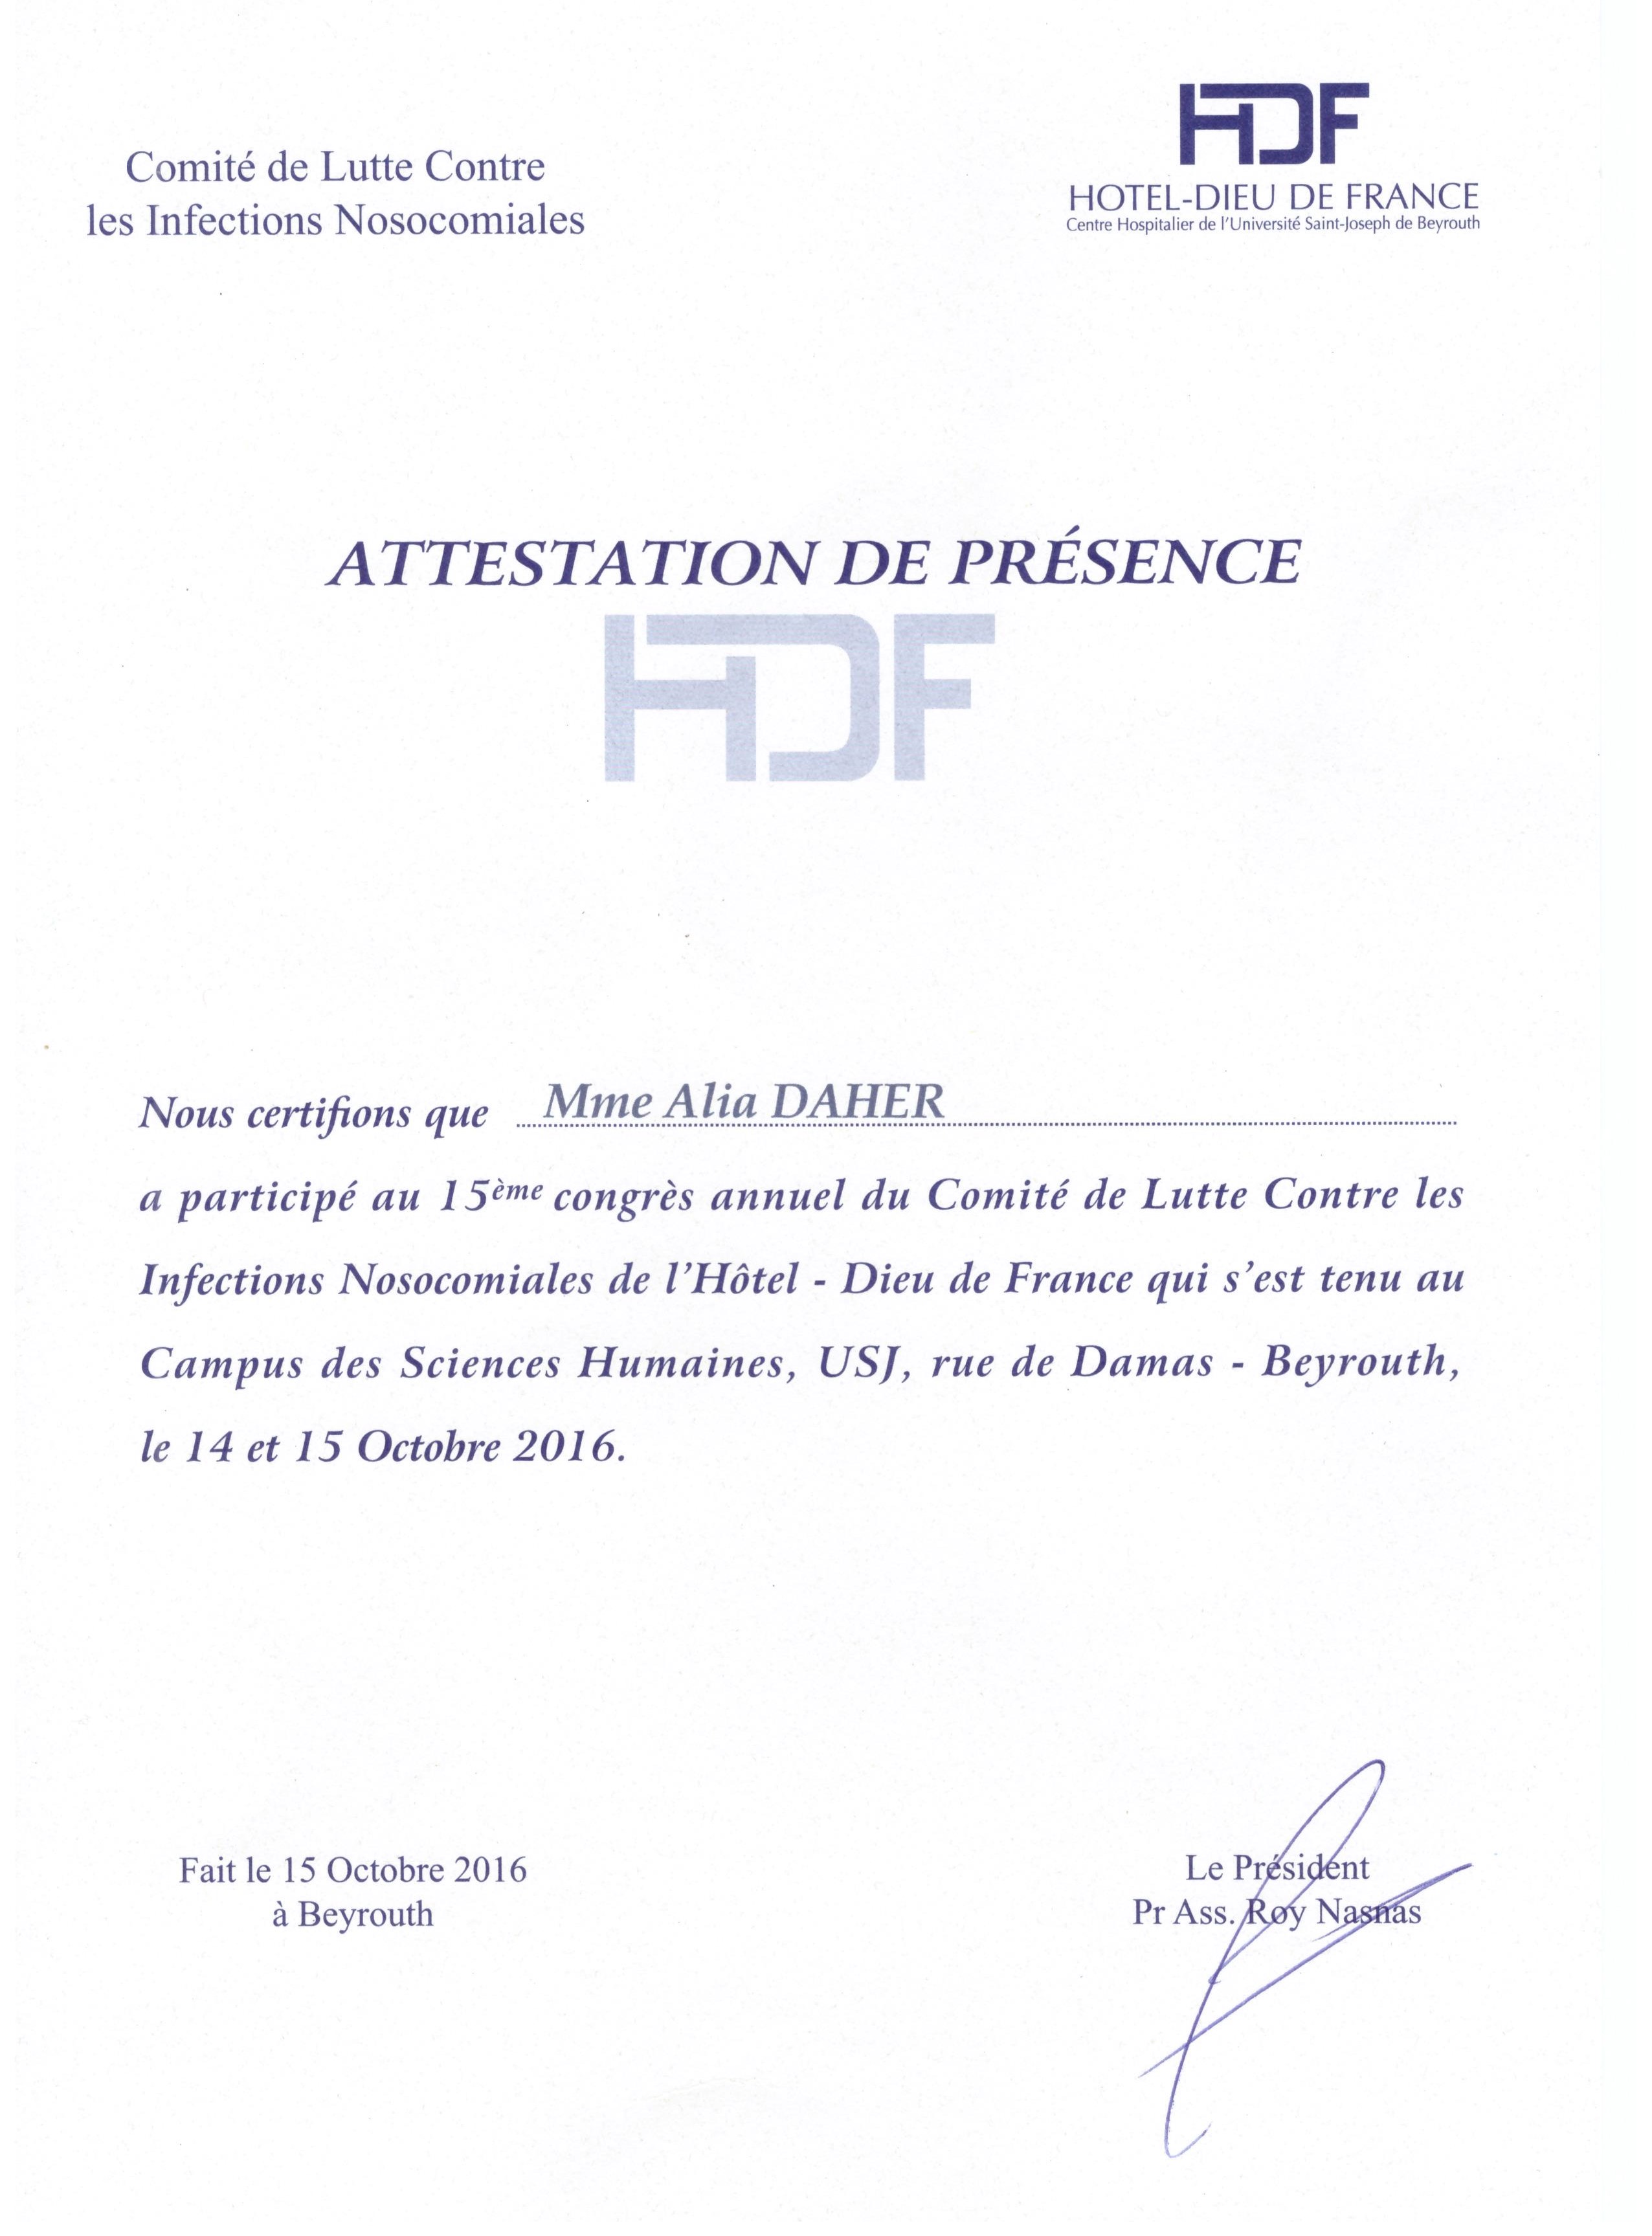 Comité de Lutte Contre
les Infections Nosocomiales
HDF
HOTEL-DIEU DE FRANCE
Centre Hospitalier de l'Université Saint-Joseph de Beyrouth
ATTESTATION DE PRÉSENCE
HDF
Nous certifions que Mme Alia DAHER
a participé au 15ème congrès annuel du Comité de Lutte Contre les
Infections Nosocomiales de l'Hôtel - Dieu de France qui s'est tenu au
Campus des Sciences Humaines, USJ, rue de Damas - Beyrouth,
le 14 et 15 Octobre 2016.
Fait le 15 Octobre 2016
à Beyrouth
Le Président
Pr Ass. Roy Nasnas